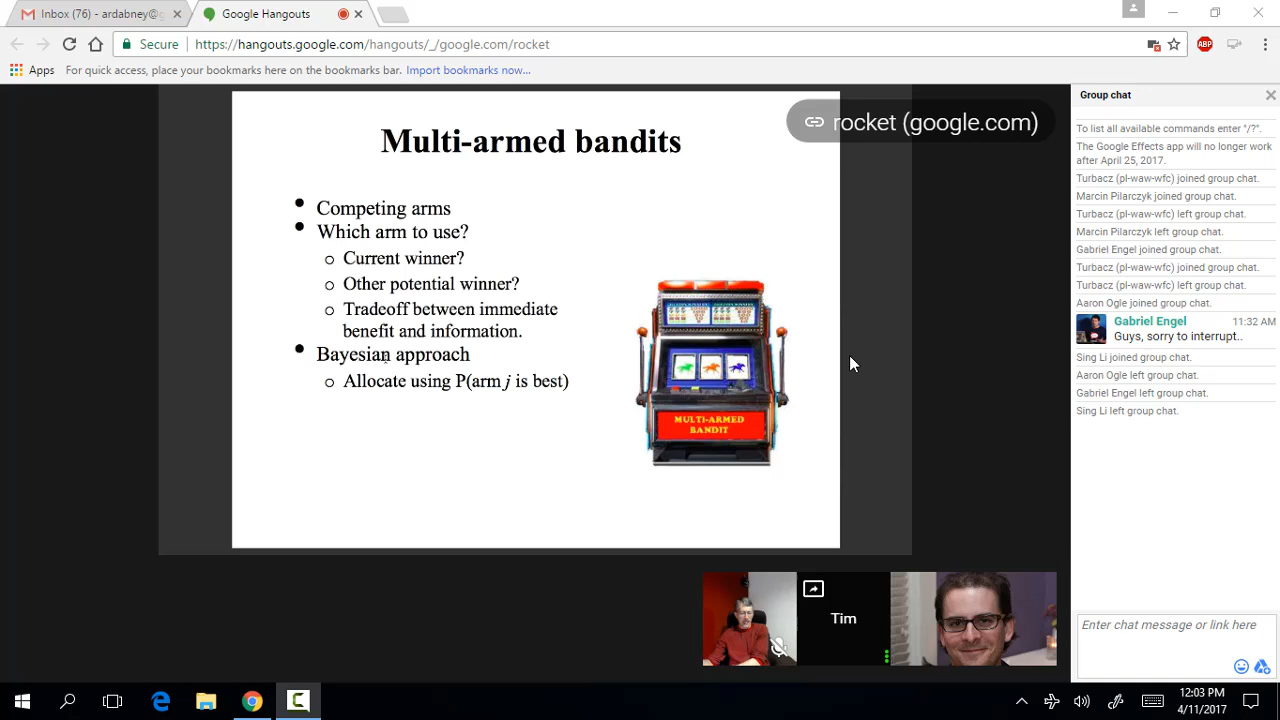 Inbox (76) - ardabney@g
Google Hangouts
Secure
https://hangouts.google.com/hangouts/_/google.com/rocket
ABP
Apps
For quick access, place your bookmarks here on the bookmarks bar.
Import bookmarks now...
rocket (google.com)
Multi-armed bandits
• Competing arms
• Which arm to use?
o Current winner?
o Other potential winner?
o Tradeoff between immediate
benefit and information.
• Bayesian approach
o Allocate using P(arm j is best)
MULTI-ARMED
BANDIT
Tim
Group chat
To list all available commands enter "/?".
The Google Effects app will no longer work
after April 25, 2017.
Turbacz (pl-waw-wfc) joined group chat.
Marcin Pilarczyk joined group chat.
Turbacz (pl-waw-wfc) left group chat.
Marcin Pilarczyk left group chat.
Gabriel Engel joined group chat.
Turbacz (pl-waw-wfc) joined group chat.
Turbacz (pl-waw-wfc) left group chat.
Aaron Ogle joined group chat.
Gabriel Engel 11:32 AM
Guys, sorry to interrupt..
Sing Li joined group chat.
Aaron Ogle left group chat.
Gabriel Engel left group chat.
Sing Li left group chat.
Enter chat message or link here
12:03 PM
4/11/2017